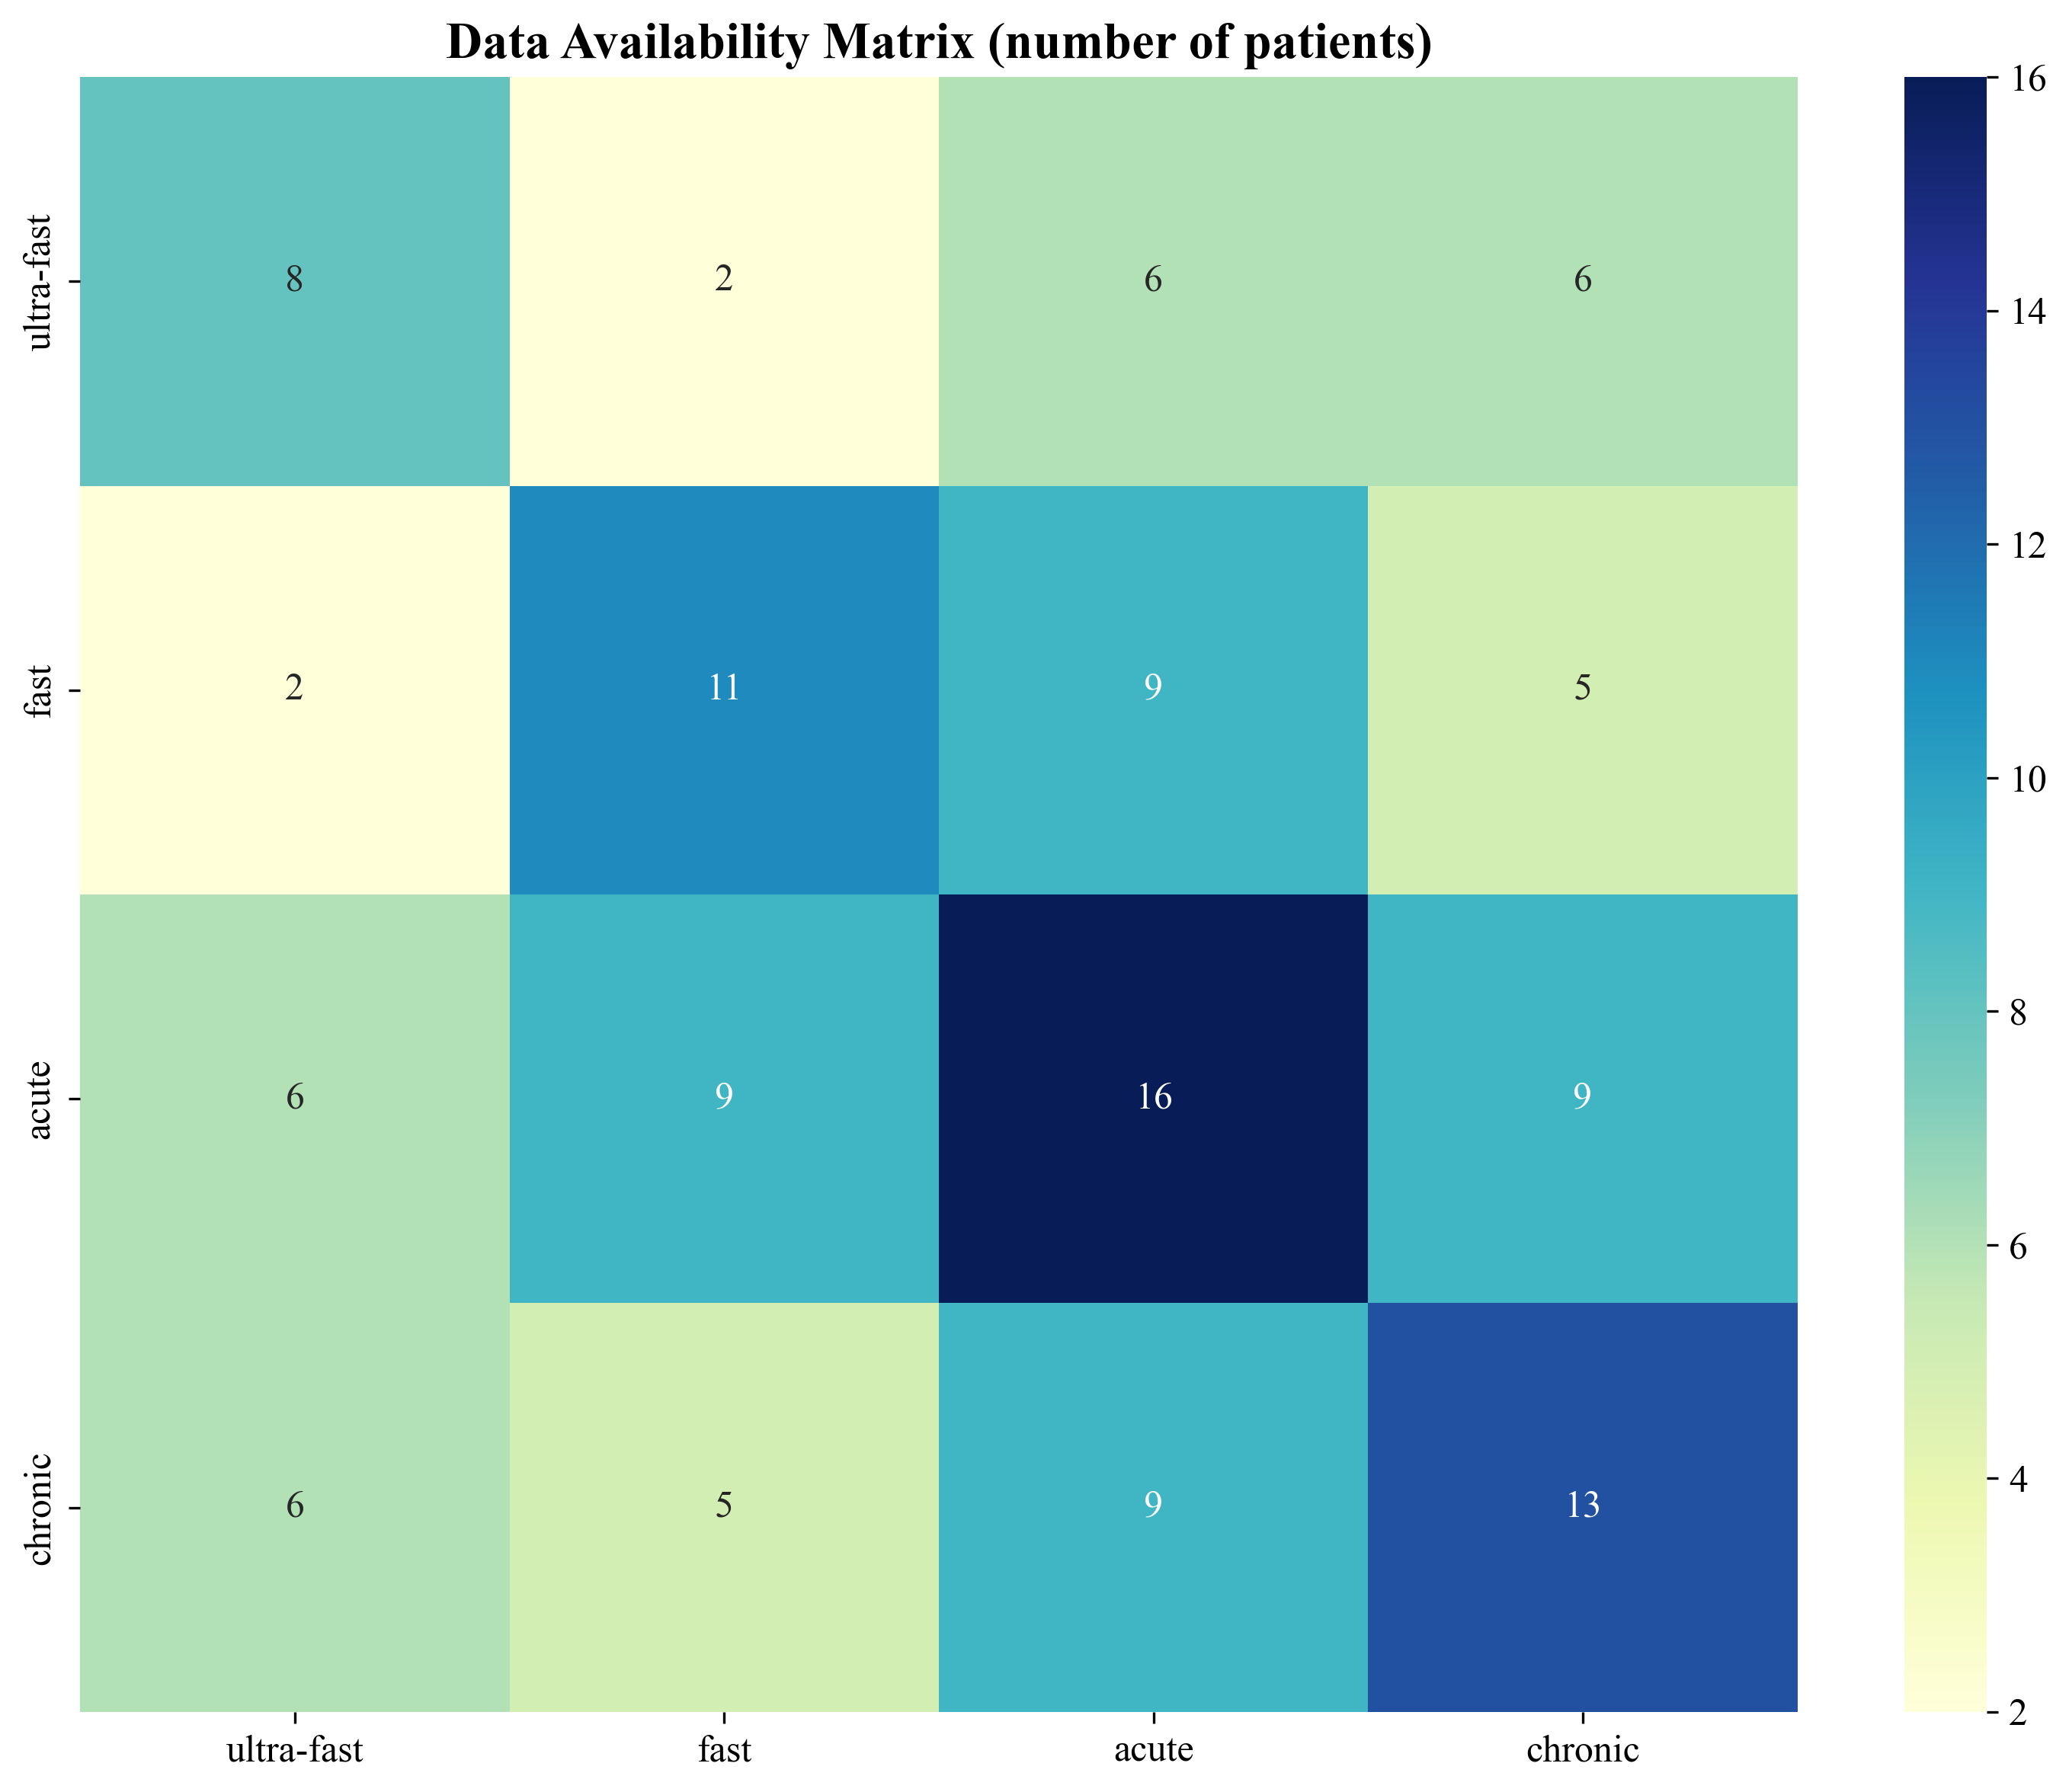 Data Availability Matrix (number of patients)
ultra-fast
8
2
6
6
fast
2
11
9
5
acute
6
9
16
9
chronic
6
5
9
13
ultra-fast
fast
acute
chronic
16
14
12
10
8
6
4
2